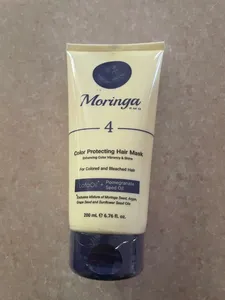 Moringa
4
Color Protecting Hair Mask
Enhancing Color Intensity & Shine
For Colored and Bleached Hair
Pomegranate
Seed Oil
Contains Mixture of Moringa Seed, Argan,
Grape Seed and Sunflower Seed Oils
200 mL ℮ 6.76 fl. oz.